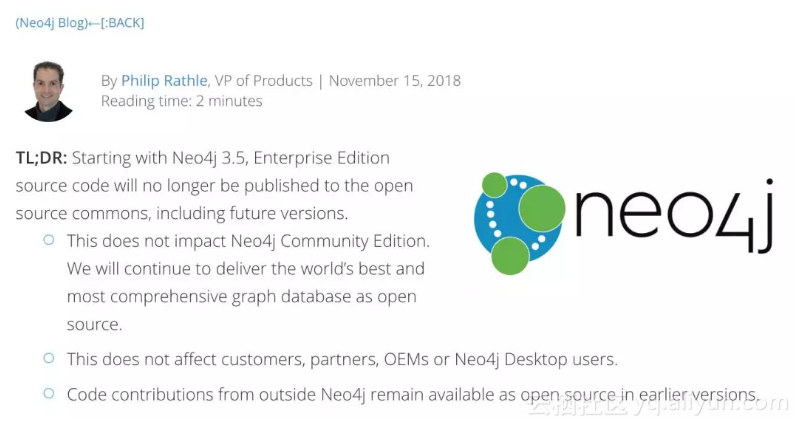 (Neo4j Blog)←[:BACK]
By Philip Rathle, VP of Products | November 15, 2018
Reading time: 2 minutes
TL;DR: Starting with Neo4j 3.5, Enterprise Edition
source code will no longer be published to the open
source commons, including future versions.
This does not impact Neo4j Community Edition.
We will continue to deliver the world's best and
most comprehensive graph database as open
source.
neo4j
This does not affect customers, partners, OEMs or Neo4j Desktop users.
Code contributions from outside Neo4j remain available as open source in earlier versions.
云栖社区 yq.aliyun.com